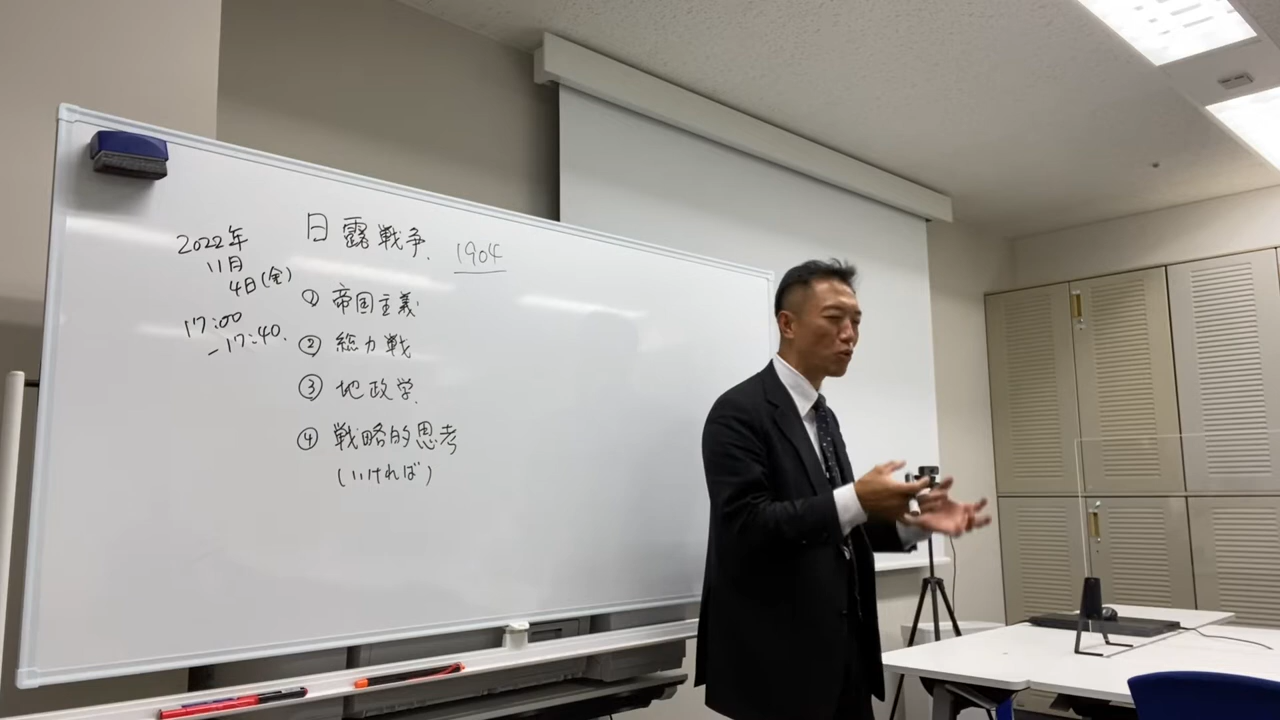 2022年
11月
4日(金)
17:00
-17:40.
日露戦争. 1904
① 帝国主義
② 総力戦
③ 地政学.
④ 戦略的思考
(いければ)